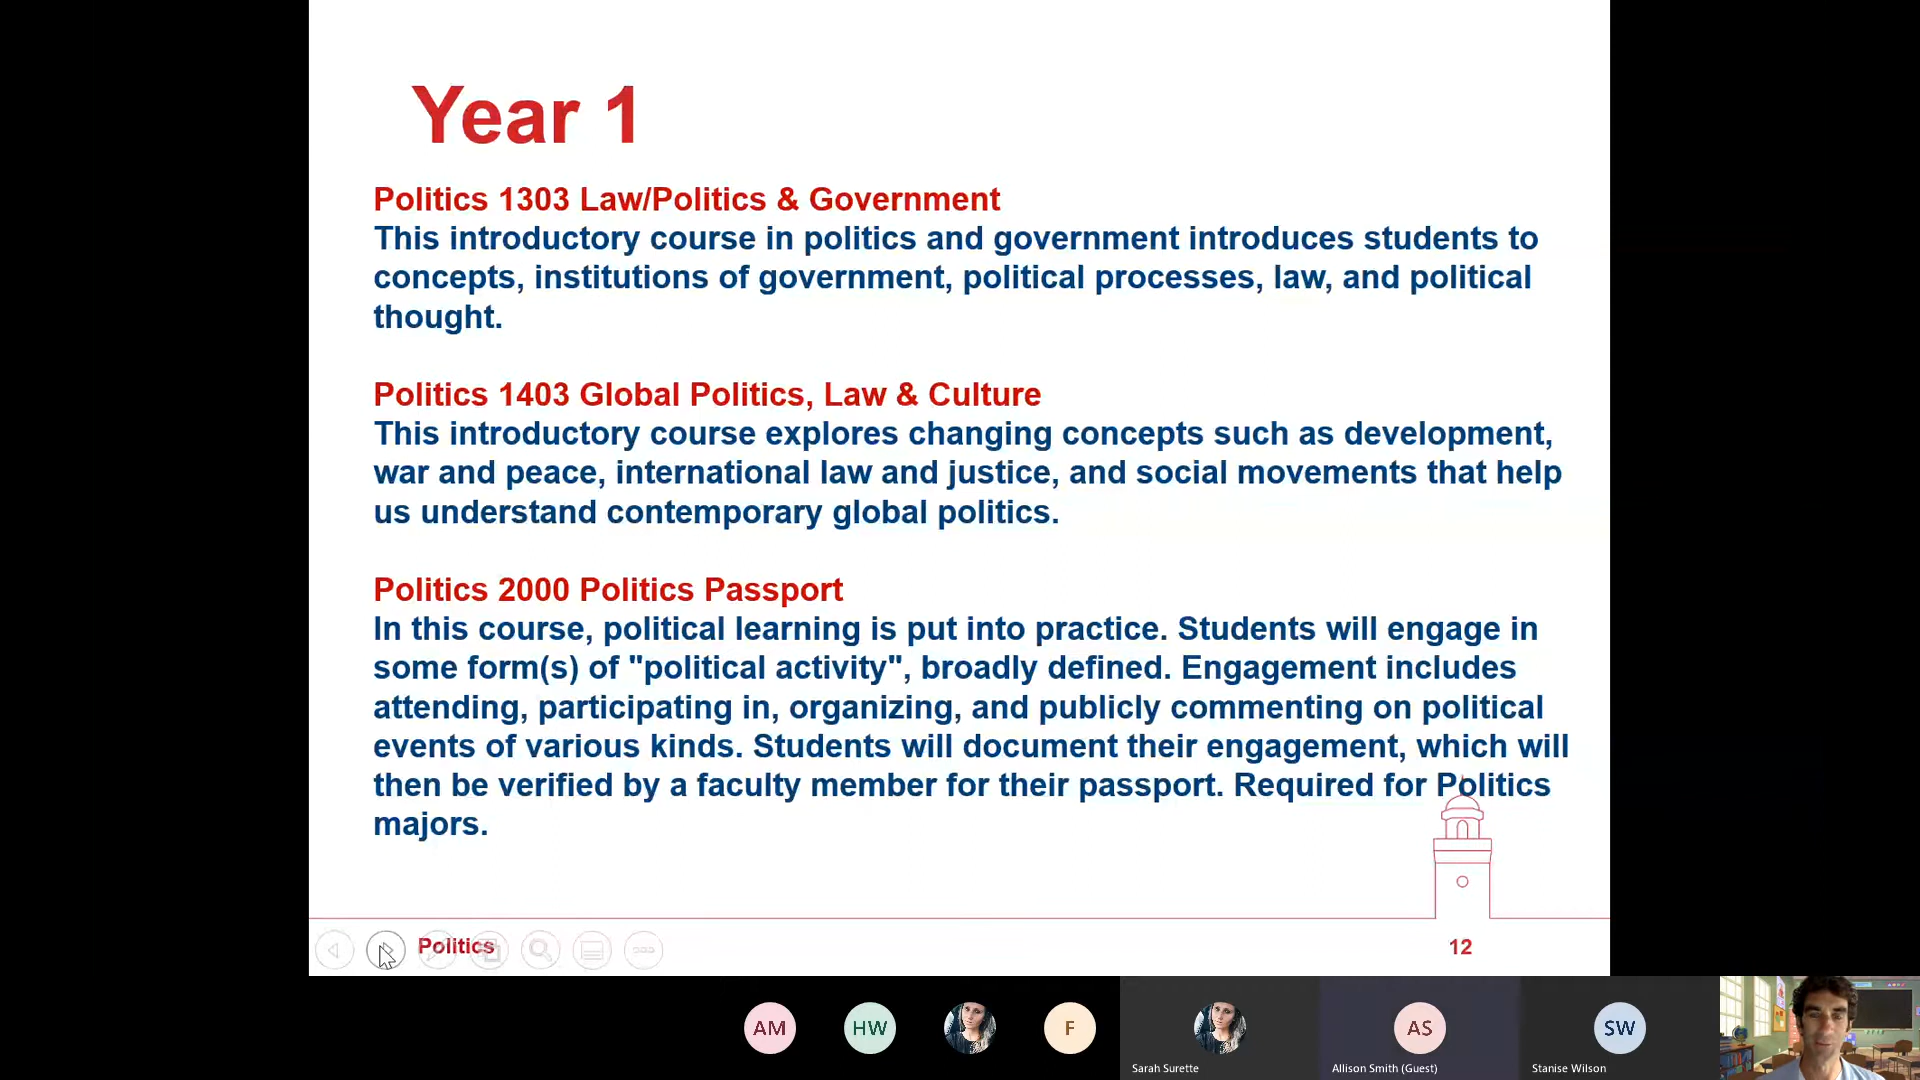 Year 1
Politics 1303 Law/Politics & Government
This introductory course in politics and government introduces students to
concepts, institutions of government, political processes, law, and political
thought.
Politics 1403 Global Politics, Law & Culture
This introductory course explores changing concepts such as development,
war and peace, international law and justice, and social movements that help
us understand contemporary global politics.
Politics 2000 Politics Passport
In this course, political learning is put into practice. Students will engage in
some form(s) of "political activity", broadly defined. Engagement includes
attending, participating in, organizing, and publicly commenting on political
events of various kinds. Students will document their engagement, which will
then be verified by a faculty member for their passport. Required for Politics
majors.
Politics
12
AM
HW
F
AS
SW
Sarah Surette
Allison Smith (Guest)
Stanise Wilson